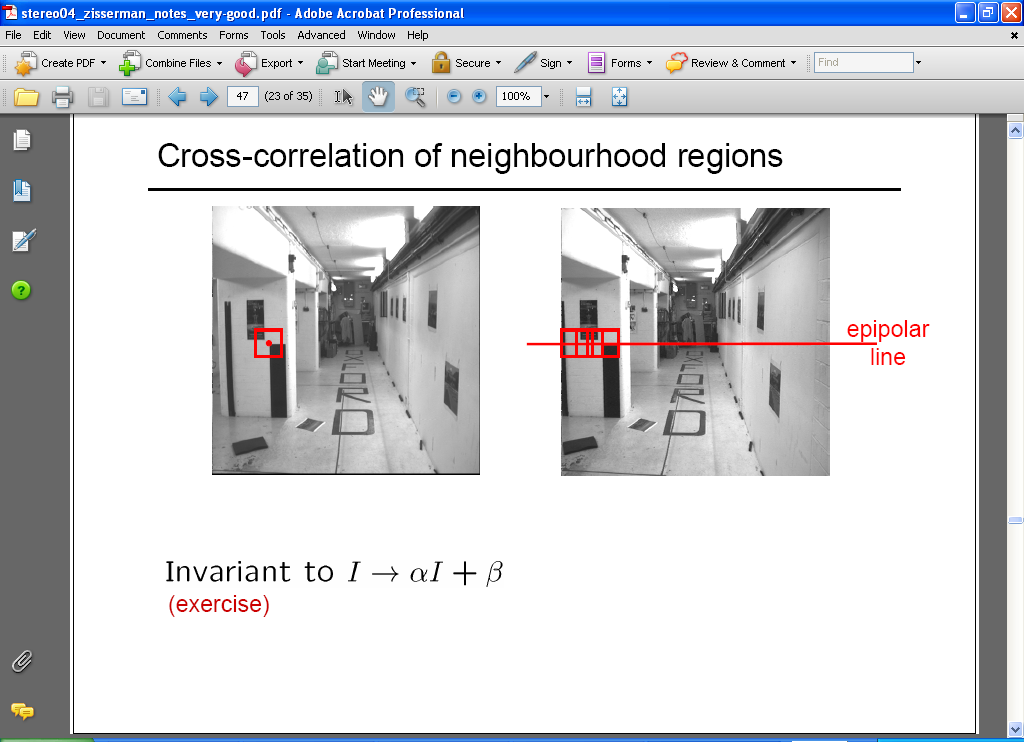 stereo04_zisserman_notes_very-good.pdf - Adobe Acrobat Professional
File Edit View Document Comments Forms Tools Advanced Window Help
Create PDF Combine Files Export Start Meeting Secure Sign Forms Review & Comment Find
47 (23 of 35) 100%
Cross-correlation of neighbourhood regions
epipolar
line
OXFORD
OXFORD
Invariant to I → αI + β
(exercise)